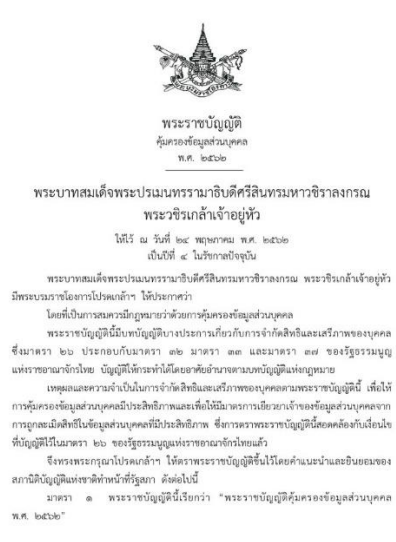 พระราชบัญญัติ
คุ้มครองข้อมูลส่วนบุคคล
พ.ศ. ๒๕๖๒
พระบาทสมเด็จพระปรเมนทรรามาธิบดีศรีสินทรมหาวชิราลงกรณ
พระวชิรเกล้าเจ้าอยู่หัว
ให้ไว้ ณ วันที่ ๒๔ พฤษภาคม พ.ศ. ๒๕๖๒
เป็นปีที่ ๔ ในรัชกาลปัจจุบัน
พระบาทสมเด็จพระปรเมนทรรามาธิบดีศรีสินทรมหาวชิราลงกรณ พระวชิรเกล้าเจ้าอยู่หัว
มีพระบรมราชโองการโปรดเกล้าฯ ให้ประกาศว่า
โดยที่เป็นการสมควรมีกฎหมายว่าด้วยการคุ้มครองข้อมูลส่วนบุคคล
พระราชบัญญัตินี้มีบทบัญญัติบางประการเกี่ยวกับการจำกัดสิทธิและเสรีภาพของบุคคล
ซึ่งมาตรา ๒๖ ประกอบกับมาตรา ๓๒ มาตรา ๓๓ และมาตรา ๓๗ ของรัฐธรรมนูญ
แห่งราชอาณาจักรไทย บัญญัติให้กระทำได้โดยอาศัยอำนาจตามบทบัญญัติแห่งกฎหมาย
เหตุผลและความจำเป็นในการจำกัดสิทธิและเสรีภาพของบุคคลตามพระราชบัญญัตินี้ เพื่อให้
การคุ้มครองข้อมูลส่วนบุคคลมีประสิทธิภาพและเพื่อให้มีมาตรการเยียวยาเจ้าของข้อมูลส่วนบุคคลจาก
การถูกละเมิดสิทธิในข้อมูลส่วนบุคคลที่มีประสิทธิภาพ ซึ่งการตราพระราชบัญญัตินี้สอดคล้องกับเงื่อนไข
ที่บัญญัติไว้ในมาตรา ๒๖ ของรัฐธรรมนูญแห่งราชอาณาจักรไทยแล้ว
จึงทรงพระกรุณาโปรดเกล้าฯ ให้ตราพระราชบัญญัติขึ้นไว้โดยคำแนะนำและยินยอมของ
สภานิติบัญญัติแห่งชาติทำหน้าที่รัฐสภา ดังต่อไปนี้
มาตรา ๑ พระราชบัญญัตินี้เรียกว่า “พระราชบัญญัติคุ้มครองข้อมูลส่วนบุคคล
พ.ศ. ๒๕๖๒”